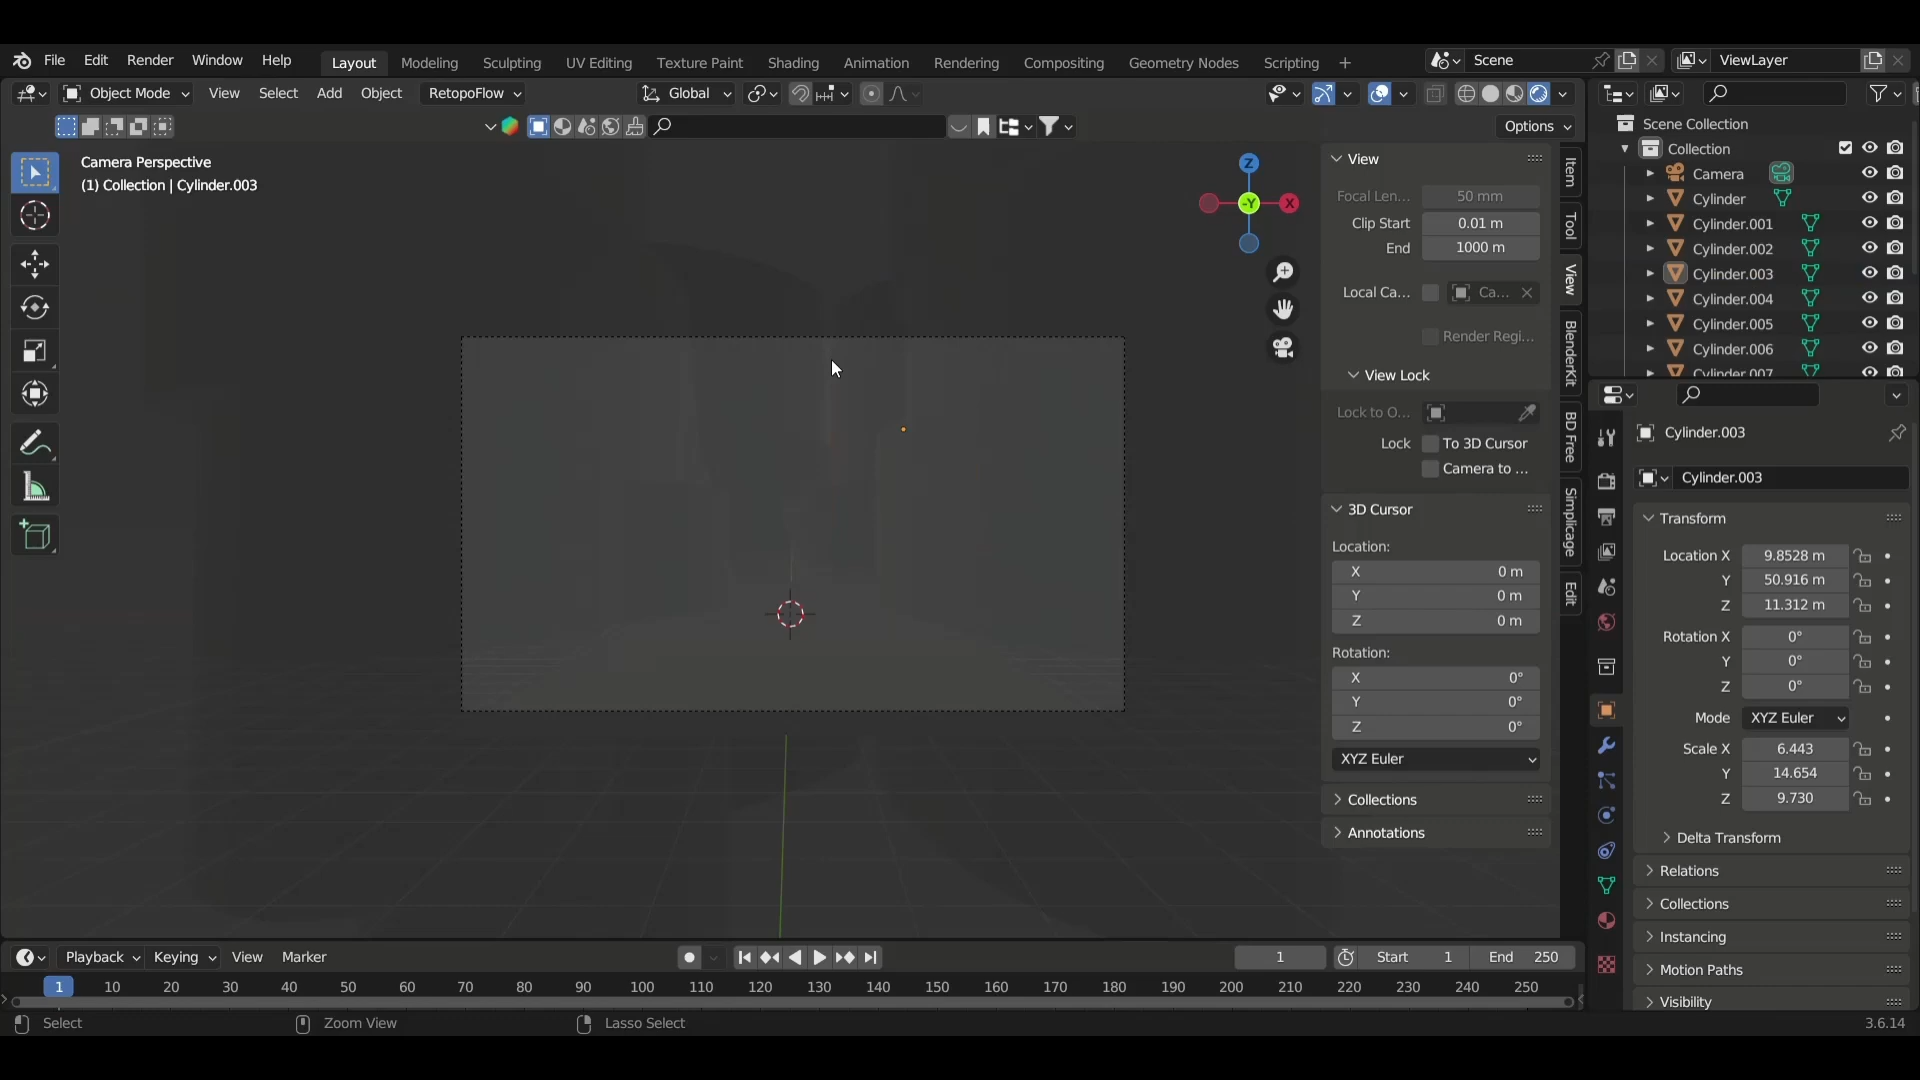 File Edit Render Window Help Layout Modeling Sculpting UV Editing Texture Paint Shading Animation Rendering Compositing Geometry Nodes Scripting + Scene ViewLayer
Object Mode View Select Add Object RetopoFlow Global
Options
Camera Perspective
(1) Collection | Cylinder.003
Z
-Y
X
View
Focal Len... 50 mm
Clip Start 0.01 m
End 1000 m
Local Ca... Ca...
Render Regi...
View Lock
Lock to O...
Lock To 3D Cursor
Camera to ...
3D Cursor
Location:
X 0 m
Y 0 m
Z 0 m
Rotation:
X 0°
Y 0°
Z 0°
XYZ Euler
Collections
Annotations
Item
Tool
View
BlenderKit
BD Free
Simplicage
Edit
Scene Collection
Collection
Camera
Cylinder
Cylinder.001
Cylinder.002
Cylinder.003
Cylinder.004
Cylinder.005
Cylinder.006
Cylinder.007
Cylinder.003
Cylinder.003
Transform
Location X 9.8528 m
Y 50.916 m
Z 11.312 m
Rotation X 0°
Y 0°
Z 0°
Mode XYZ Euler
Scale X 6.443
Y 14.654
Z 9.730
Delta Transform
Relations
Collections
Instancing
Motion Paths
Visibility
Playback Keying View Marker 1 Start 1 End 250
1 10 20 30 40 50 60 70 80 90 100 110 120 130 140 150 160 170 180 190 200 210 220 230 240 250
Select Zoom View Lasso Select 3.6.14